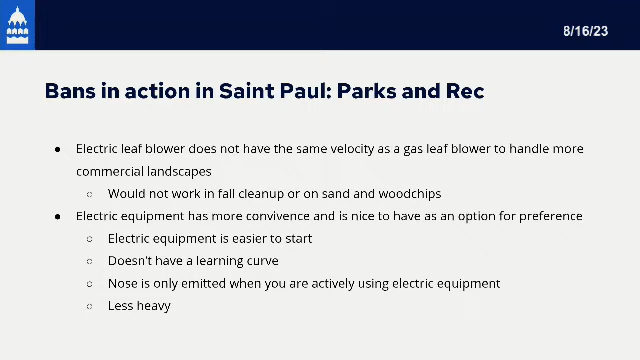 8/16/23
Bans in action in Saint Paul: Parks and Rec
● Electric leaf blower does not have the same velocity as a gas leaf blower to handle more
commercial landscapes
○ Would not work in fall cleanup or on sand and woodchips
● Electric equipment has more convivence and is nice to have as an option for preference
○ Electric equipment is easier to start
○ Doesn't have a learning curve
○ Nose is only emitted when you are actively using electric equipment
○ Less heavy